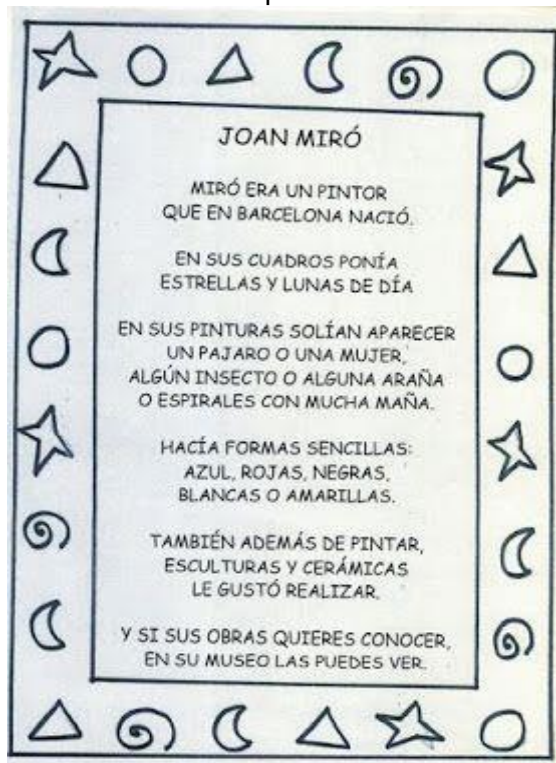 JOAN MIRÓ
MIRÓ ERA UN PINTOR
QUE EN BARCELONA NACIÓ.
EN SUS CUADROS PONÍA
ESTRELLAS Y LUNAS DE DÍA
EN SUS PINTURAS SOLÍAN APARECER
UN PAJARO O UNA MUJER,
ALGÚN INSECTO O ALGUNA ARAÑA
O ESPIRALES CON MUCHA MAÑA.
HACÍA FORMAS SENCILLAS:
AZUL, ROJAS, NEGRAS,
BLANCAS O AMARILLAS.
TAMBIÉN ADEMÁS DE PINTAR,
ESCULTURAS Y CERÁMICAS
LE GUSTÓ REALIZAR.
Y SI SUS OBRAS QUIERES CONOCER,
EN SU MUSEO LAS PUEDES VER.